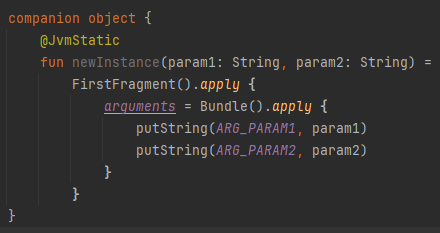 companion object {
@JvmStatic
fun newInstance(param1: String, param2: String) =
FirstFragment().apply {
arguments = Bundle().apply {
putString(ARG_PARAM1, param1)
putString(ARG_PARAM2, param2)
}
}
}